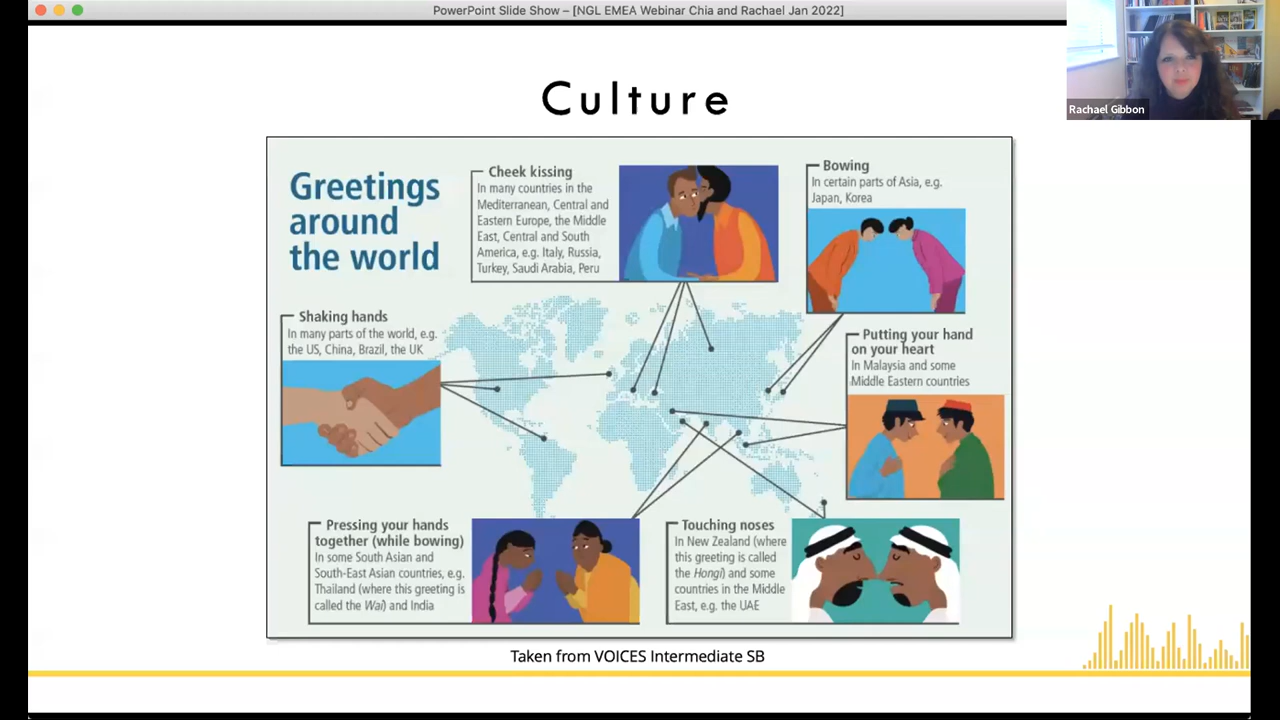 PowerPoint Slide Show – [NGL EMEA Webinar Chia and Rachael Jan 2022]
Rachael Gibbon
Culture
Greetings
around
the world
Cheek kissing
In many countries in the
Mediterranean, Central and
Eastern Europe, the Middle
East, Central and South
America, e.g. Italy, Russia,
Turkey, Saudi Arabia, Peru
Bowing
In certain parts of Asia, e.g.
Japan, Korea
Shaking hands
In many parts of the world, e.g.
the US, China, Brazil, the UK
Putting your hand
on your heart
In Malaysia and some
Middle Eastern countries
Pressing your hands
together (while bowing)
In some South Asian and
South-East Asian countries, e.g.
Thailand (where this greeting is
called the Wai) and India
Touching noses
In New Zealand (where
this greeting is called
the Hongi) and some
countries in the Middle
East, e.g. the UAE
Taken from VOICES Intermediate SB